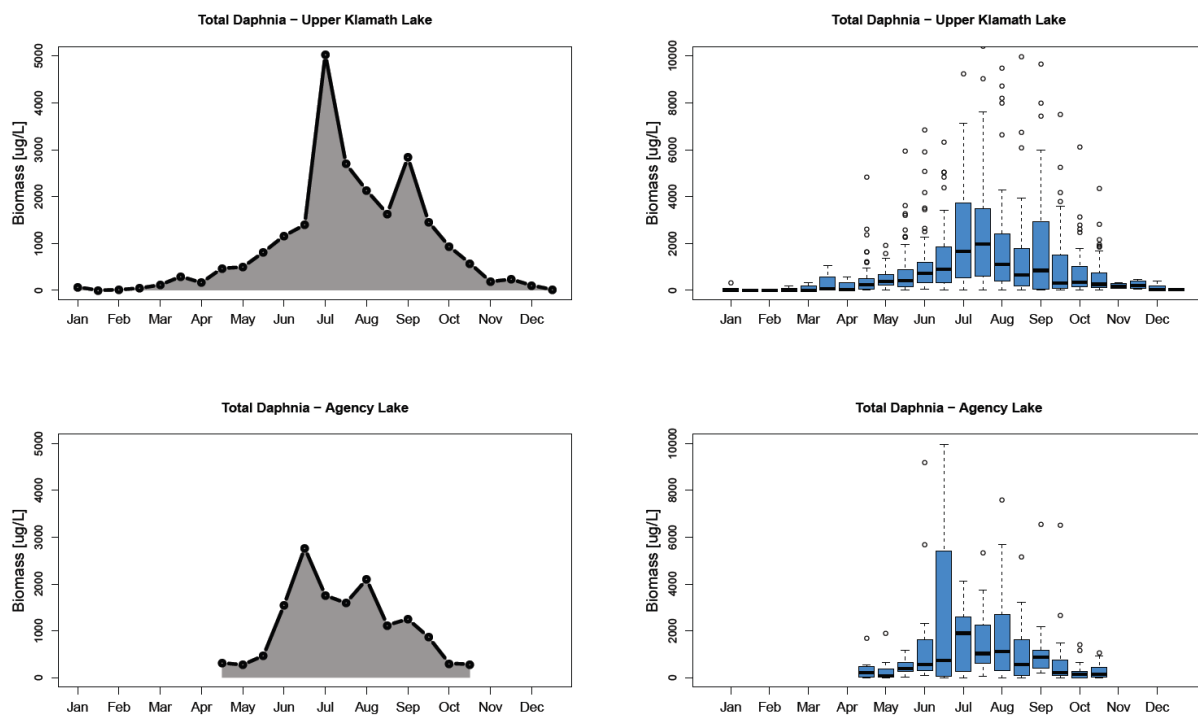 Total Daphnia − Upper Klamath Lake
Biomass [ug/L]
0 1000 2000 3000 4000 5000
Jan Feb Mar Apr May Jun Jul Aug Sep Oct Nov Dec
Total Daphnia − Upper Klamath Lake
Biomass [ug/L]
0 2000 4000 6000 8000 10000
Jan Feb Mar Apr May Jun Jul Aug Sep Oct Nov Dec
Total Daphnia − Agency Lake
Biomass [ug/L]
0 1000 2000 3000 4000 5000
Jan Feb Mar Apr May Jun Jul Aug Sep Oct Nov Dec
Total Daphnia − Agency Lake
Biomass [ug/L]
0 2000 4000 6000 8000 10000
Jan Feb Mar Apr May Jun Jul Aug Sep Oct Nov Dec